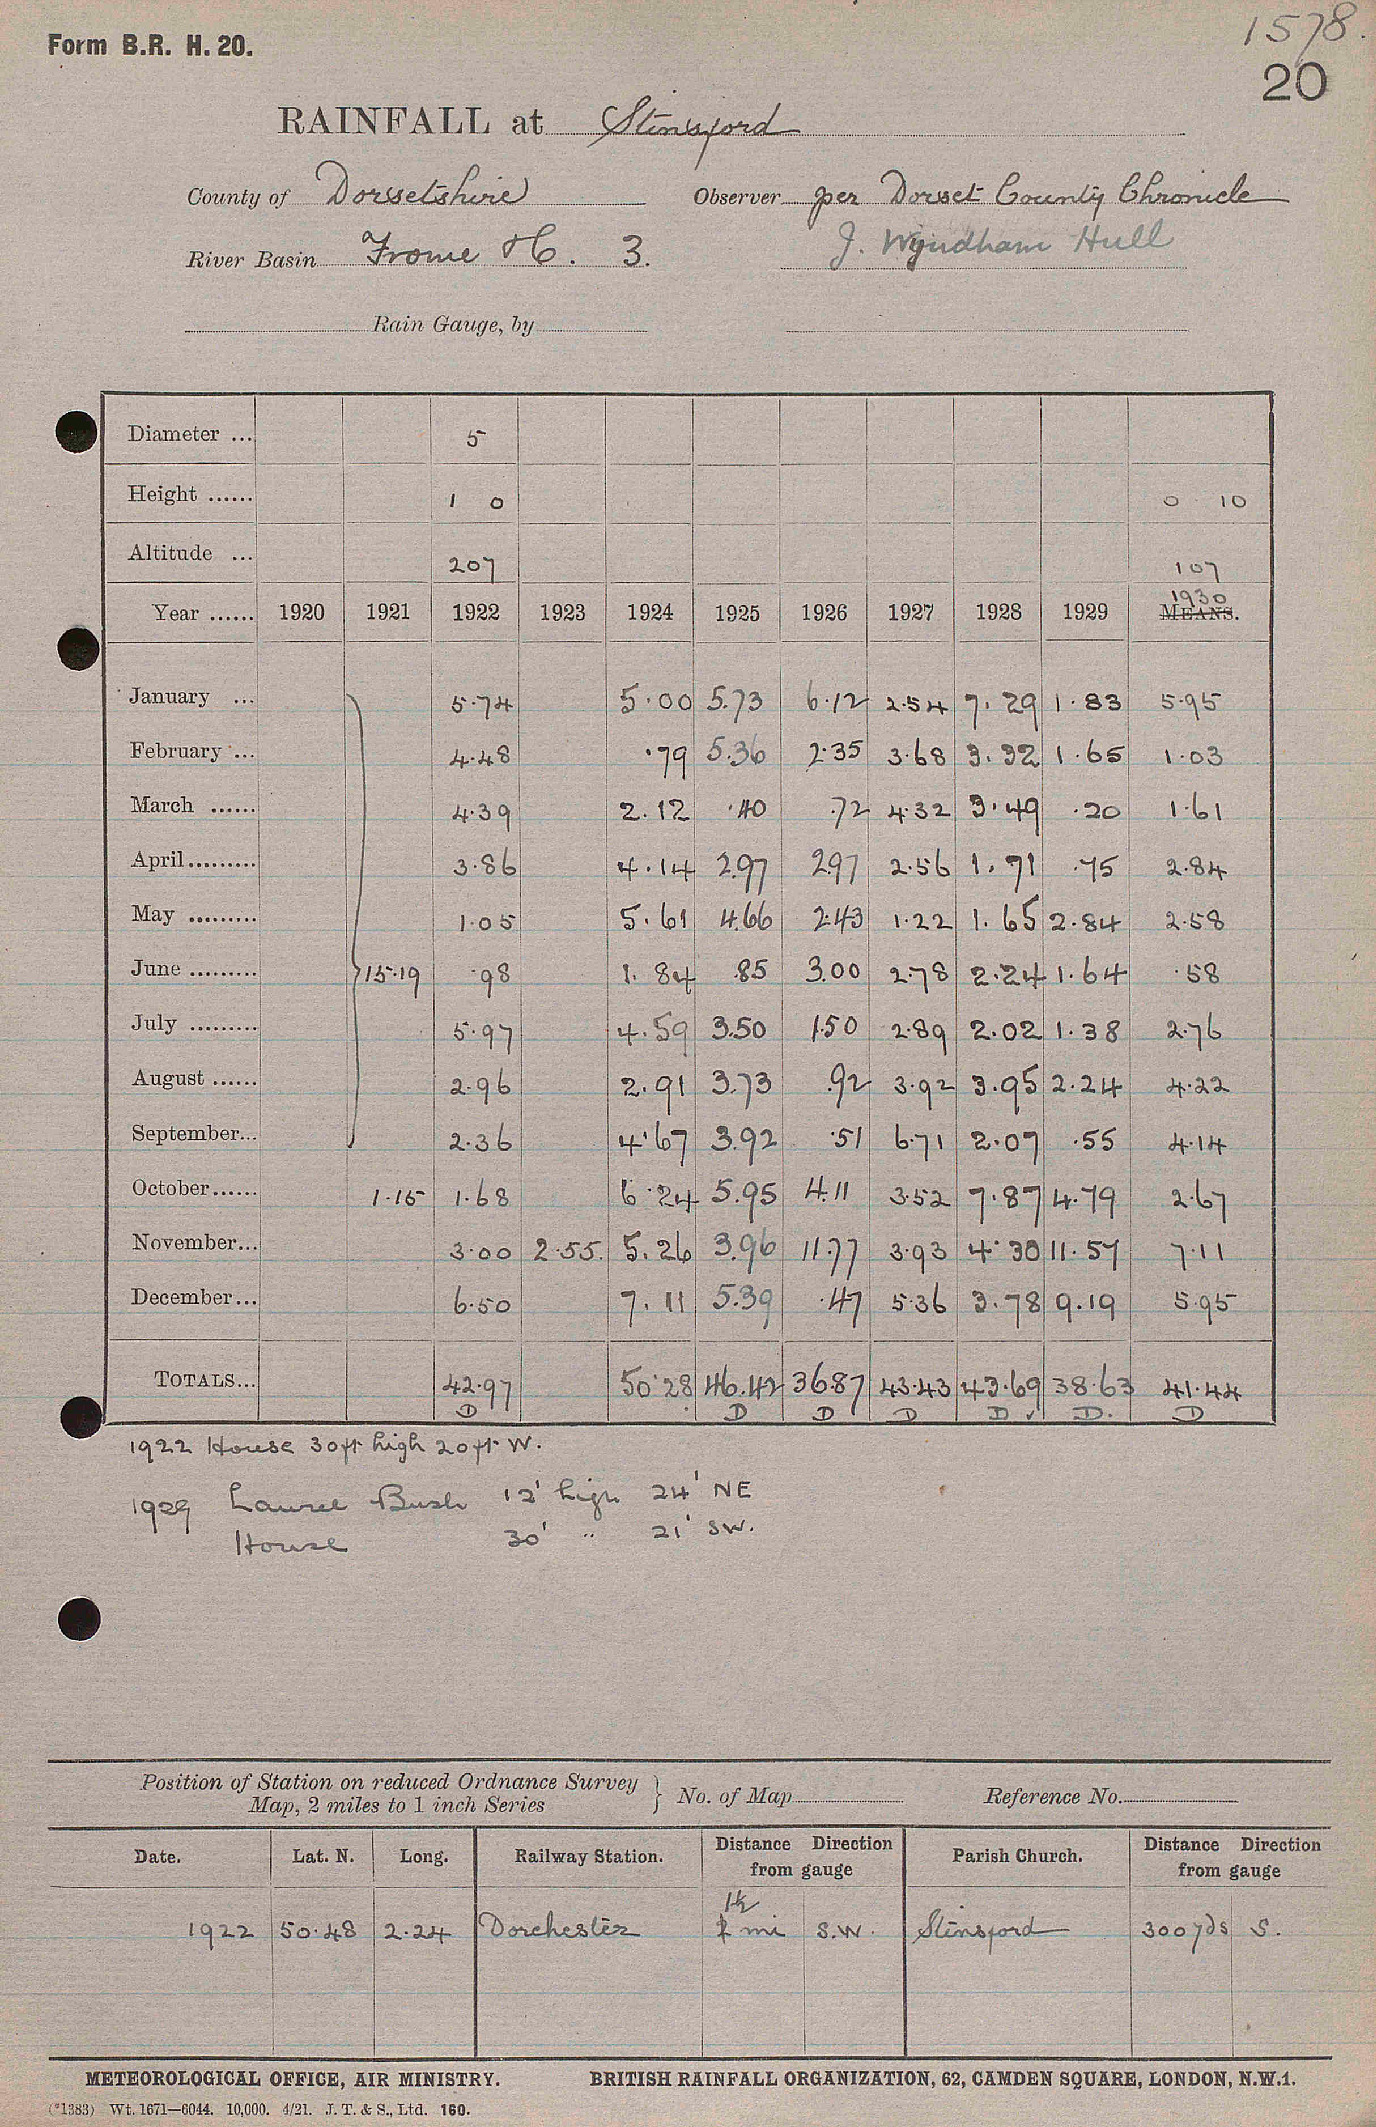 Form B.R. H. 20.
1578.
20
RAINFALL at Stinsford
County of Dorsetshire Observer per Dorset County Chronicle
River Basin Frome H. 3. J. Wyndham Hull
Rain Gauge, by
Diameter ... 5
Height ...... 1 0 0 10
Altitude ... 207 107
Year ...... 1920 1921 1922 1923 1924 1925 1926 1927 1928 1929 1930 MEANS.
January ... 5.74 5.00 5.73 6.12 2.54 7.29 1.83 5.95
February ... 4.48 .79 5.36 2.35 3.68 3.32 1.65 1.03
March ...... 4.39 2.12 .40 .72 4.32 3.49 .20 1.61
April ......... 3.86 4.14 2.97 2.97 2.56 1.71 .75 2.84
May ......... 1.05 5.61 4.66 2.43 1.22 1.65 2.84 2.58
June ......... 15.19 .98 1.84 .85 3.00 2.78 2.24 1.64 .58
July ......... 5.97 4.59 3.50 1.50 2.89 2.02 1.38 2.76
August ...... 2.96 2.91 3.73 .92 3.92 3.95 2.24 4.22
September... 2.36 4.67 3.92 .51 6.71 2.07 .55 4.14
October...... 1.15 1.68 6.24 5.95 4.11 3.52 7.87 4.79 2.67
November... 3.00 2.55. 5.26 3.96 11.77 3.93 4.30 11.57 7.11
December... 6.50 7.11 5.39 .47 5.36 3.78 9.19 5.95
TOTALS... 42.97 50.28 46.42 36.87 43.43 43.69 38.63 41.44
D D D D D ✓ D. D
1922 House 30ft high 20ft W.
1929 Laurel Bush 12' high 24' NE
House 30' " 21' SW.
Position of Station on reduced Ordnance Survey
Map, 2 miles to 1 inch Series } No. of Map Reference No.
Date. Lat. N. Long. Railway Station. Distance Direction from gauge Parish Church. Distance Direction from gauge
1½
1922 50.48 2.24 Dorchester mi S.W. Stinsford 300 yds S.
METEOROLOGICAL OFFICE, AIR MINISTRY. BRITISH RAINFALL ORGANIZATION, 62, CAMDEN SQUARE, LONDON, N.W.1.
(*1383) Wt. 1671—6044. 10,000. 4/21. J. T. & S., Ltd. 160.